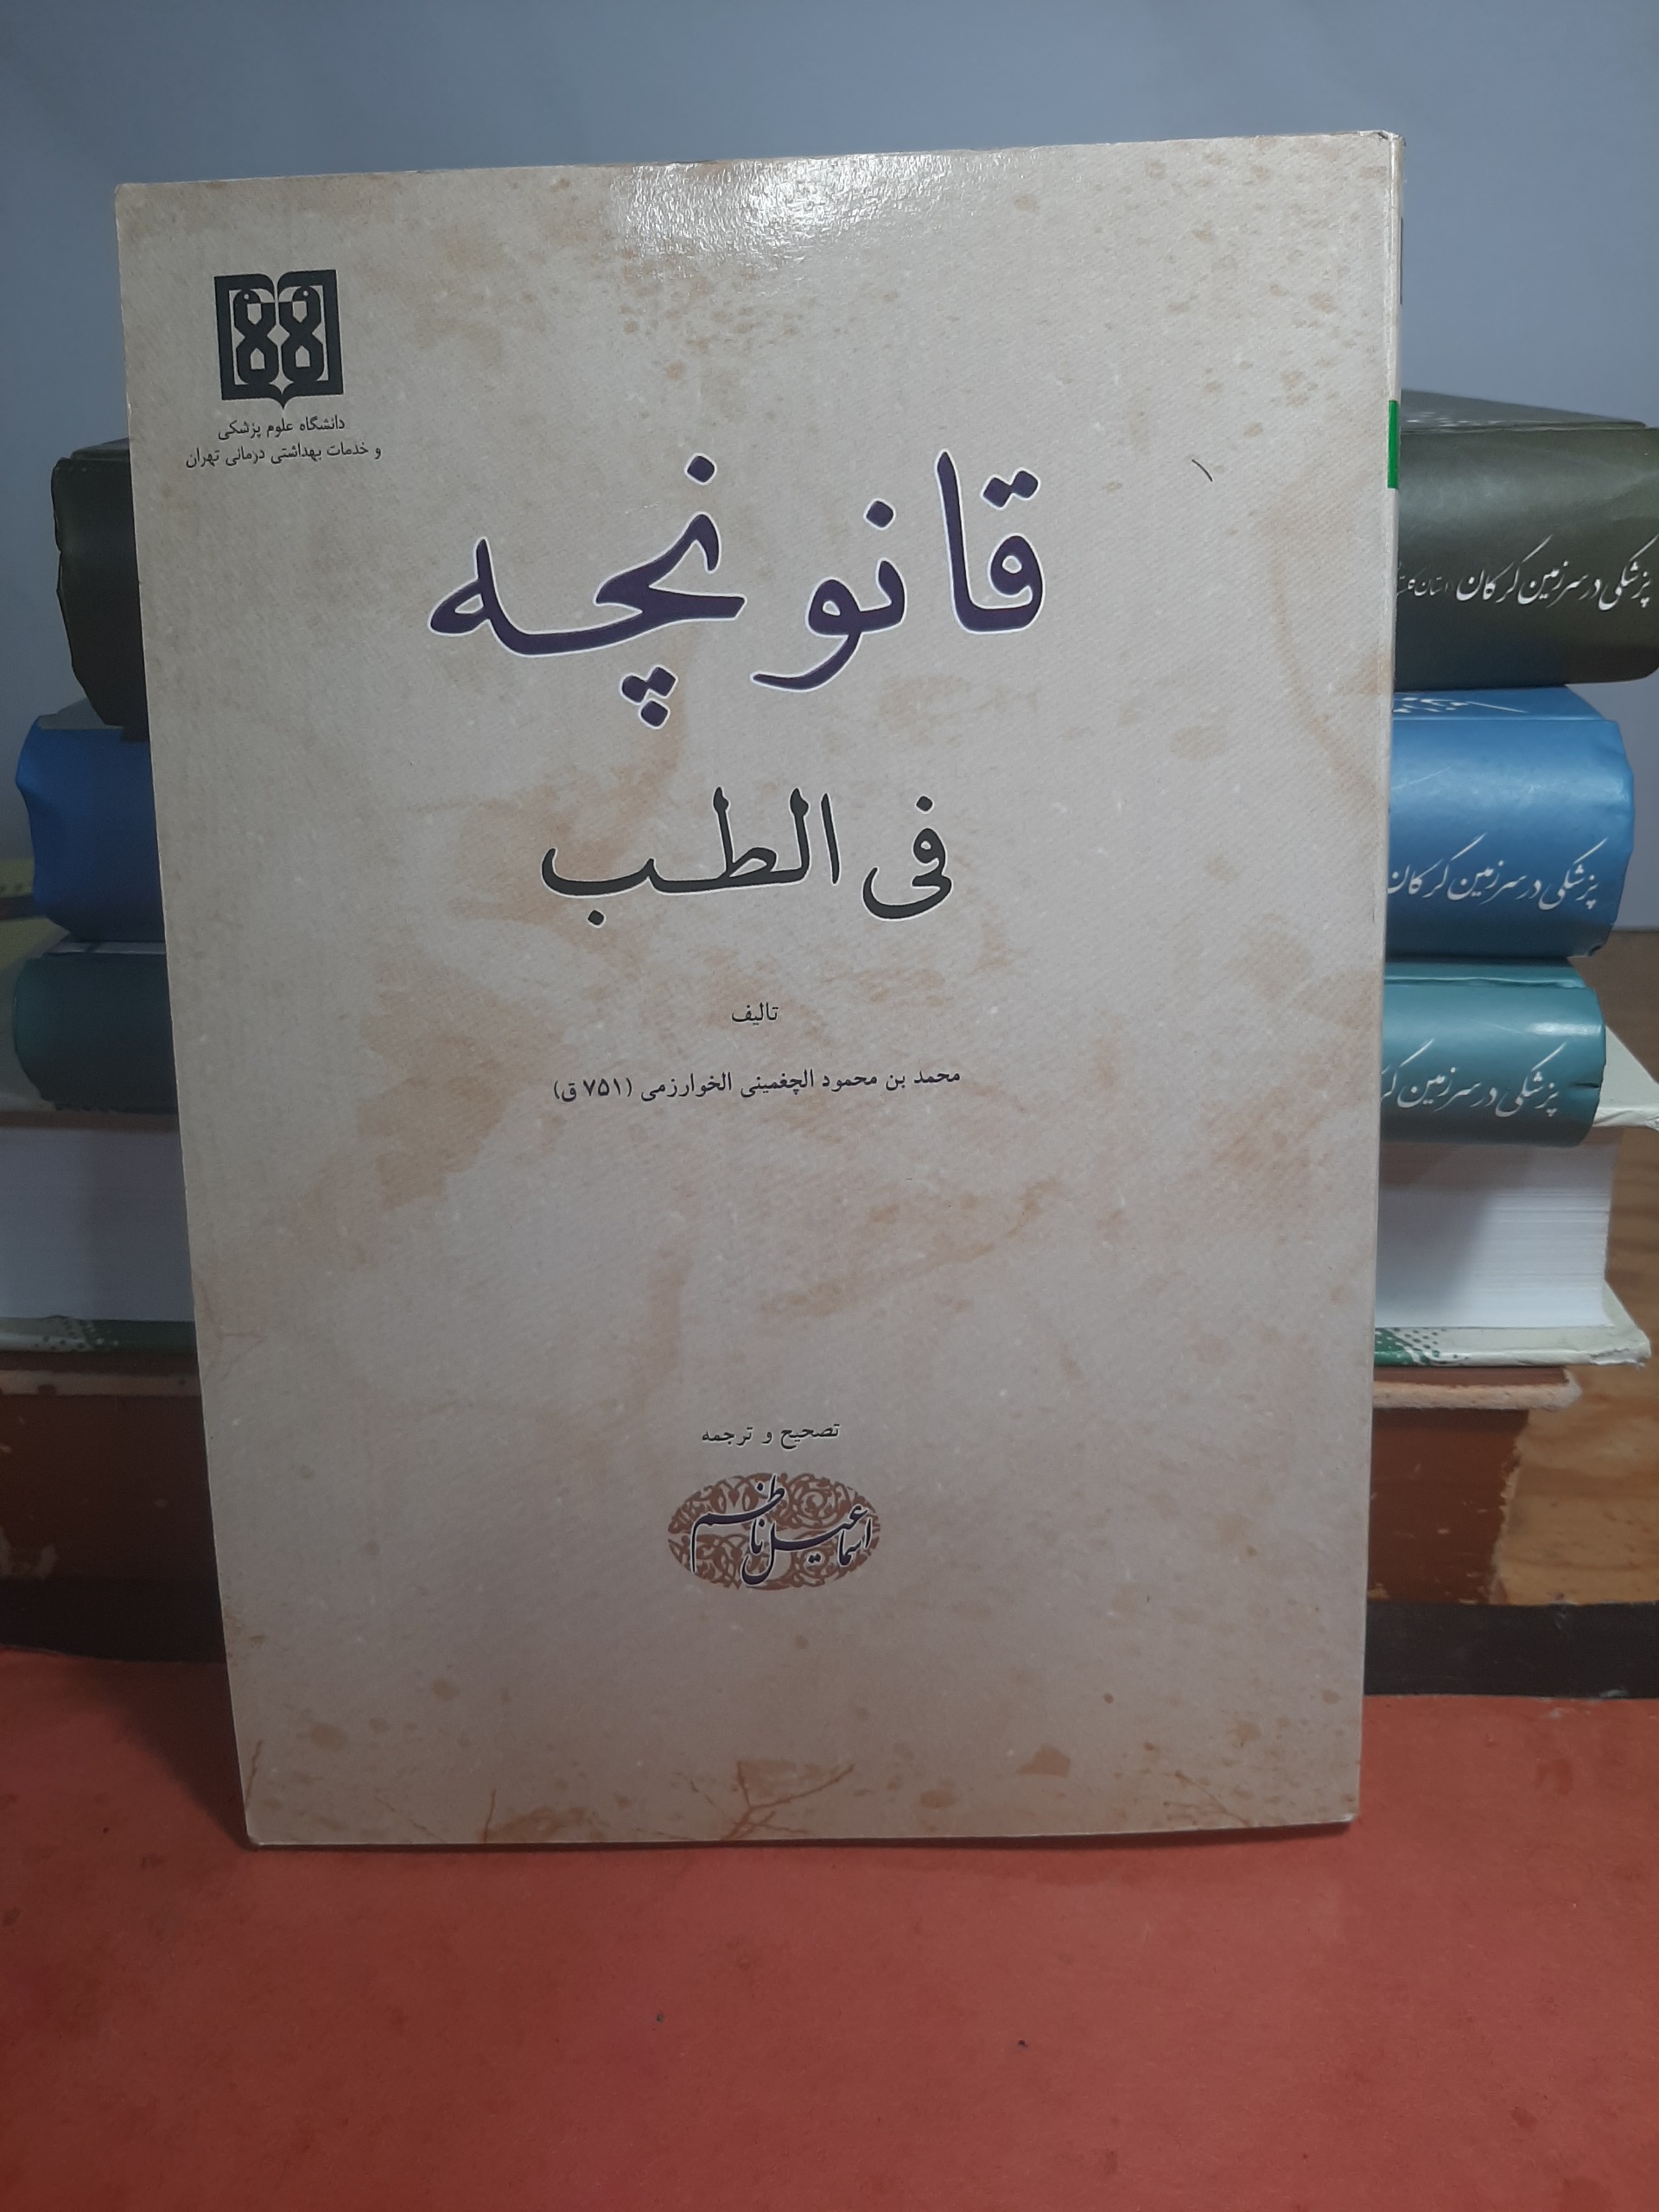 دانشگاه علوم پزشکی
و خدمات بهداشتی درمانی تهران
قانونچه
فی الطب
تالیف
محمد بن محمود الچغمینی الخوارزمی (۷۵۱ ق)
تصحیح و ترجمه
اسماعیل ناظم
پزشکی در سرزمین گرگان
پزشکی در سرزمین گرگان
پزشکی در سرزمین